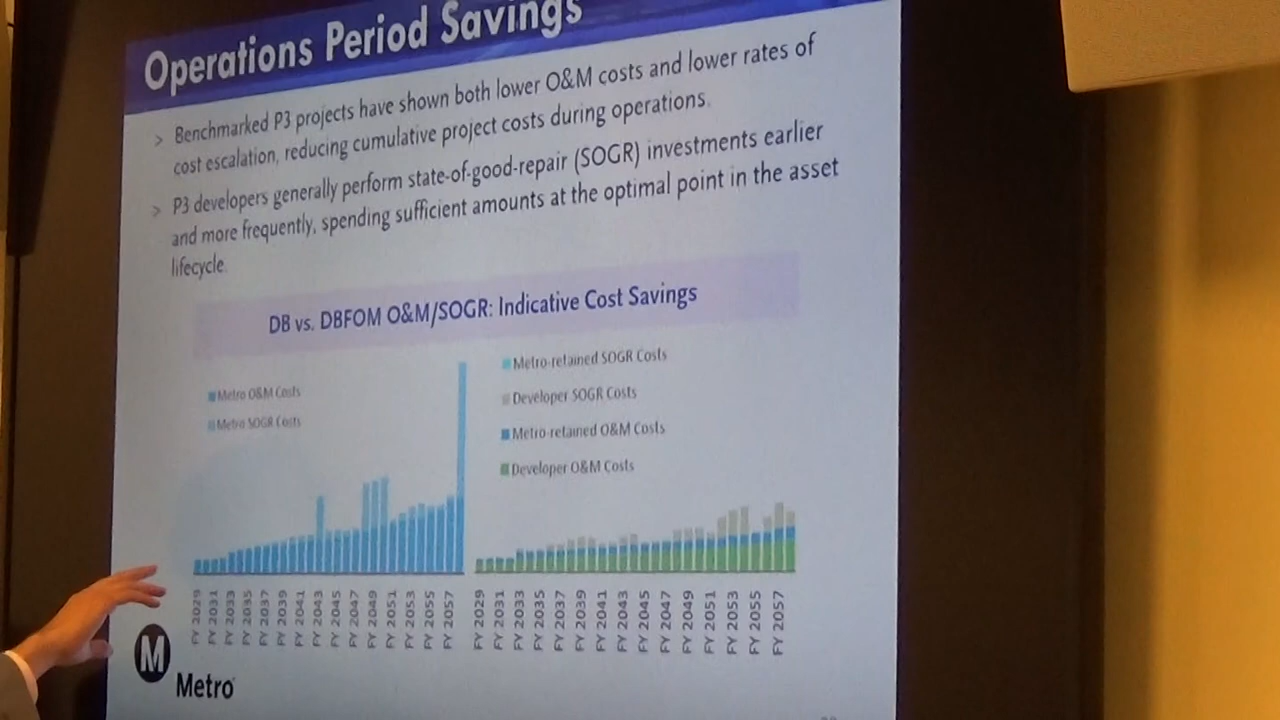 Operations Period Savings
> Benchmarked P3 projects have shown both lower O&M costs and lower rates of
cost escalation, reducing cumulative project costs during operations.
> P3 developers generally perform state-of-good-repair (SOGR) investments earlier
and more frequently, spending sufficient amounts at the optimal point in the asset
lifecycle.
DB vs. DBFOM O&M/SOGR: Indicative Cost Savings
Metro O&M Costs
Metro SOGR Costs
Metro-retained SOGR Costs
Developer SOGR Costs
Metro-retained O&M Costs
Developer O&M Costs
FY 2029
FY 2031
FY 2033
FY 2035
FY 2037
FY 2039
FY 2041
FY 2043
FY 2045
FY 2047
FY 2049
FY 2051
FY 2053
FY 2055
FY 2057
FY 2029
FY 2031
FY 2033
FY 2035
FY 2037
FY 2039
FY 2041
FY 2043
FY 2045
FY 2047
FY 2049
FY 2051
FY 2053
FY 2055
FY 2057
M
Metro